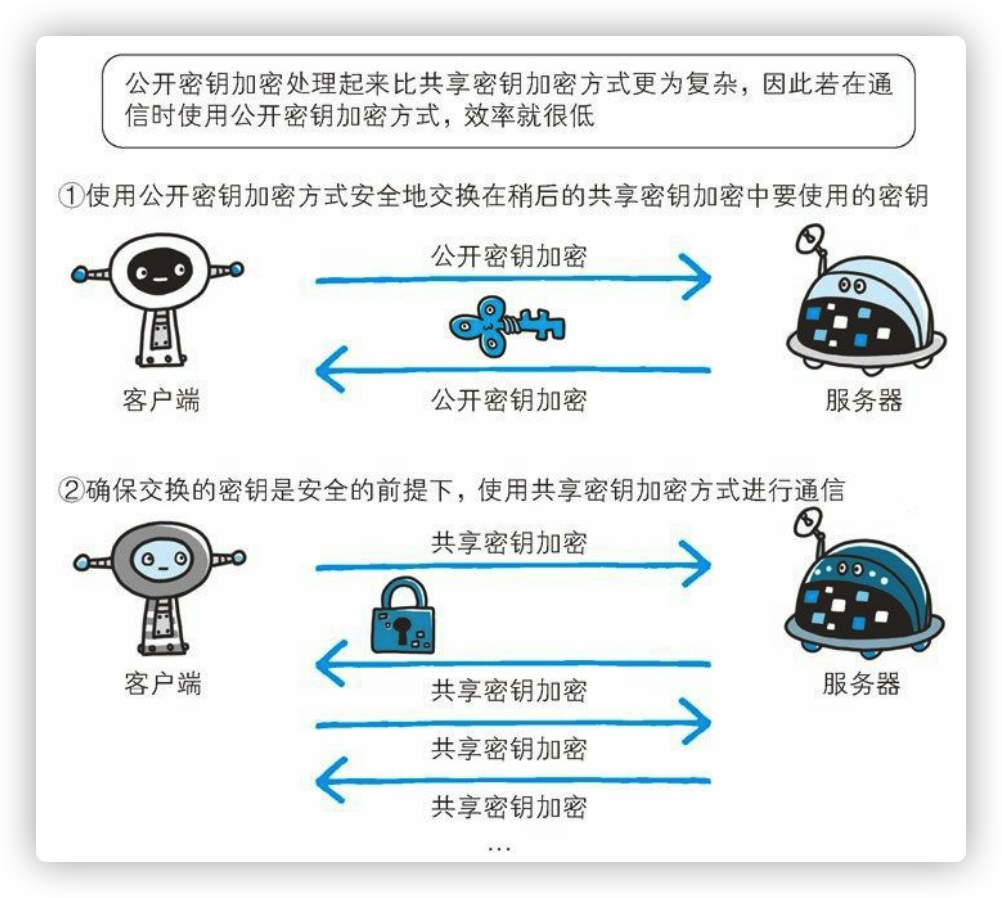 公开密钥加密处理起来比共享密钥加密方式更为复杂，因此若在通
信时使用公开密钥加密方式，效率就很低
①使用公开密钥加密方式安全地交换在稍后的共享密钥加密中要使用的密钥
公开密钥加密
公开密钥加密
客户端
服务器
②确保交换的密钥是安全的前提下，使用共享密钥加密方式进行通信
共享密钥加密
客户端
服务器
共享密钥加密
共享密钥加密
共享密钥加密
…